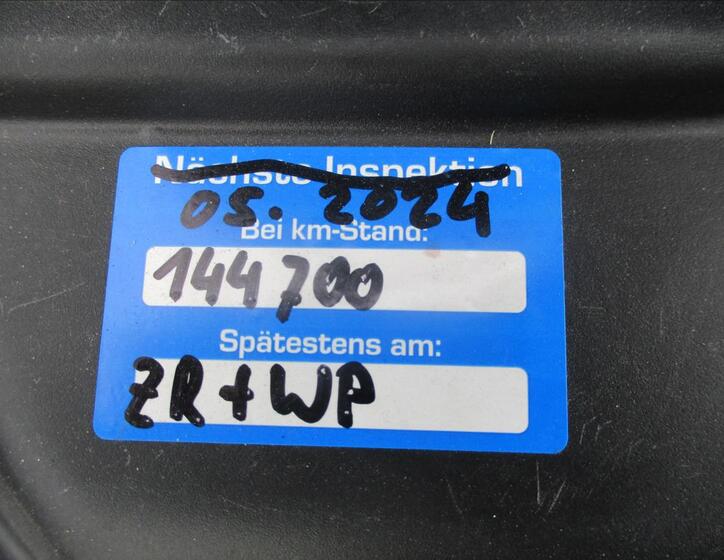 Nächste Inspektion
05.2024
Bei km-Stand:
144700
Spätestens am:
ZR+WP